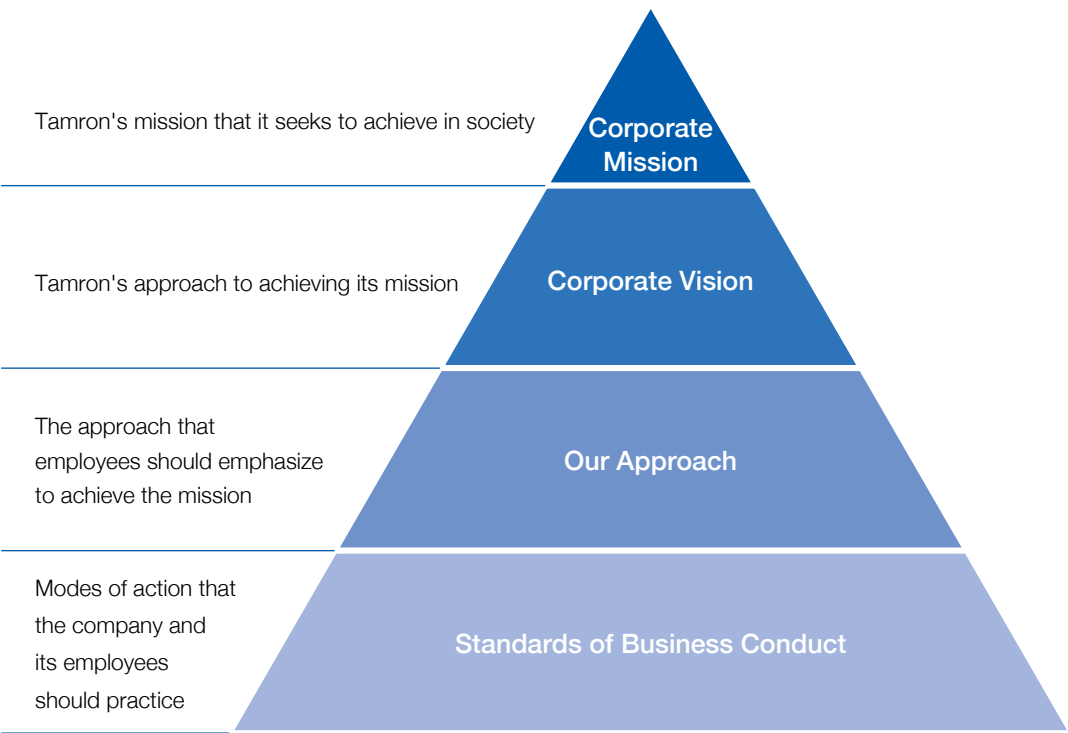 Tamron's mission that it seeks to achieve in society
Corporate
Mission
Tamron's approach to achieving its mission
Corporate Vision
The approach that
employees should emphasize
to achieve the mission
Our Approach
Modes of action that
the company and
its employees
should practice
Standards of Business Conduct